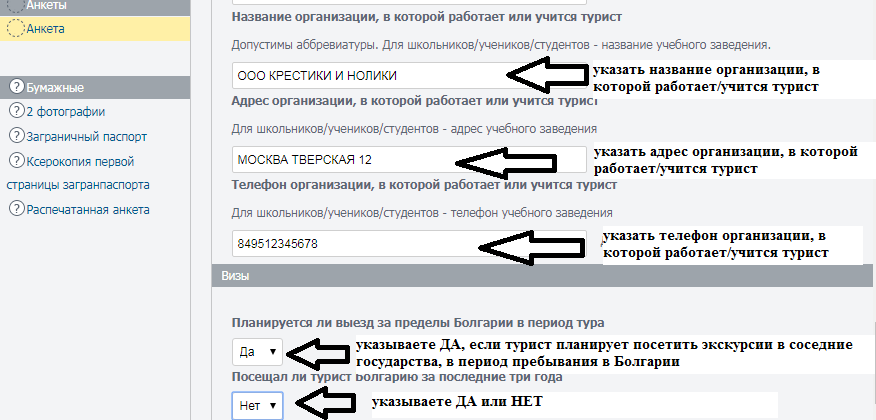 Анкеты
Анкета
Бумажные
2 фотографии
Заграничный паспорт
Ксерокопия первой
страницы загранпаспорта
Распечатанная анкета
Название организации, в которой работает или учится турист
Допустимы аббревиатуры. Для школьников/учеников/студентов - название учебного заведения.
ООО КРЕСТИКИ И НОЛИКИ
указать название организации, в
которой работает/учится турист
Адрес организации, в которой работает или учится турист
Для школьников/учеников/студентов - адрес учебного заведения
МОСКВА ТВЕРСКАЯ 12
указать адрес организации, в которой
работает/учится турист
Телефон организации, в которой работает или учится турист
Для школьников/учеников/студентов - телефон учебного заведения
849512345678
указать телефон организации, в
которой работает/учится турист
Визы
Планируется ли выезд за пределы Болгарии в период тура
Да
указываете ДА, если турист планирует посетить экскурсии в соседние
государства, в период пребывания в Болгарии
Посещал ли турист Болгарию за последние три года
Нет
указываете ДА или НЕТ